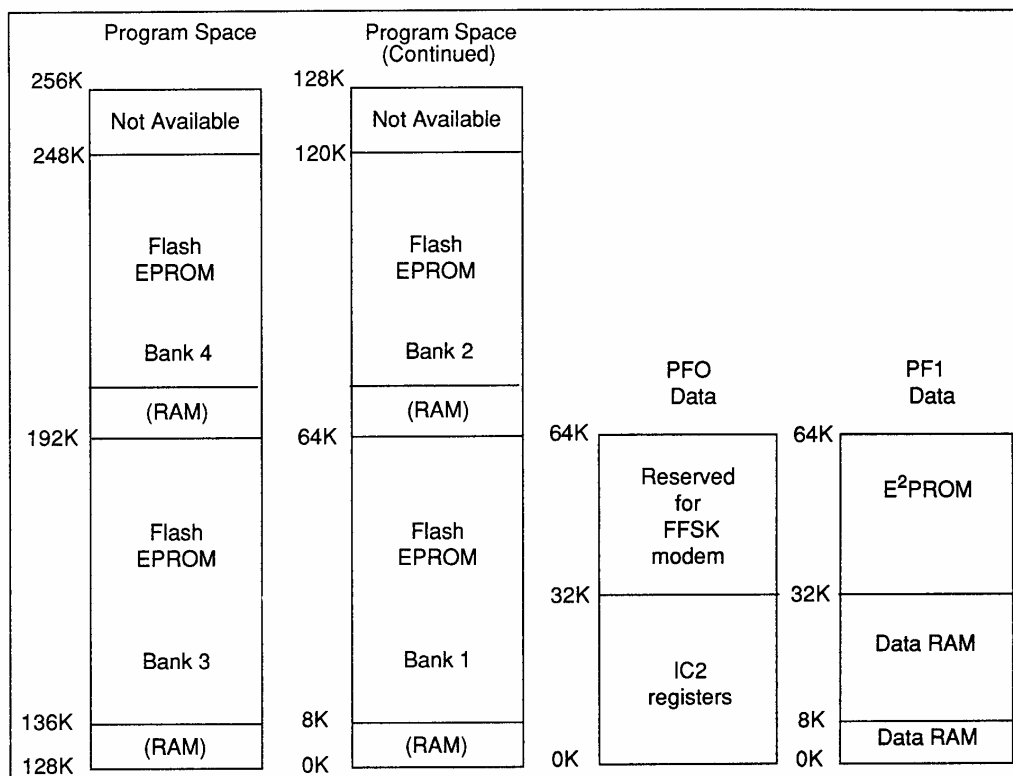 Program Space
256K
Not Available
248K
Flash
EPROM
Bank 4
(RAM)
192K
Flash
EPROM
Bank 3
136K
(RAM)
128K
Program Space
(Continued)
128K
Not Available
120K
Flash
EPROM
Bank 2
(RAM)
64K
Flash
EPROM
Bank 1
8K
(RAM)
0K
PFO
Data
64K
Reserved
for
FFSK
modem
32K
IC2
registers
0K
PF1
Data
64K
E²PROM
32K
Data RAM
8K
Data RAM
0K